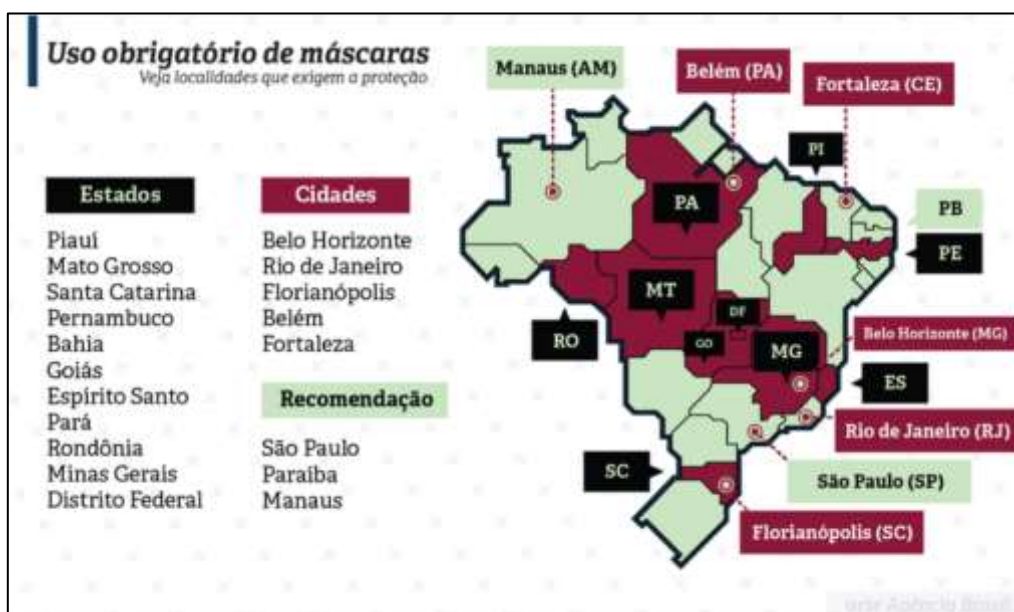 Uso obrigatório de máscaras
Veja localidades que exigem a proteção
Estados
Piauí
Mato Grosso
Santa Catarina
Pernambuco
Bahia
Goiás
Espírito Santo
Pará
Rondônia
Minas Gerais
Distrito Federal
Cidades
Belo Horizonte
Rio de Janeiro
Florianópolis
Belém
Fortaleza
Recomendação
São Paulo
Paraíba
Manaus
Manaus (AM)
Belém (PA)
Fortaleza (CE)
PI
PA
PB
PE
MT
DF
RO
GO
MG
Belo Horizonte (MG)
ES
Rio de Janeiro (RJ)
SC
São Paulo (SP)
Florianópolis (SC)
arte Agência Brasil